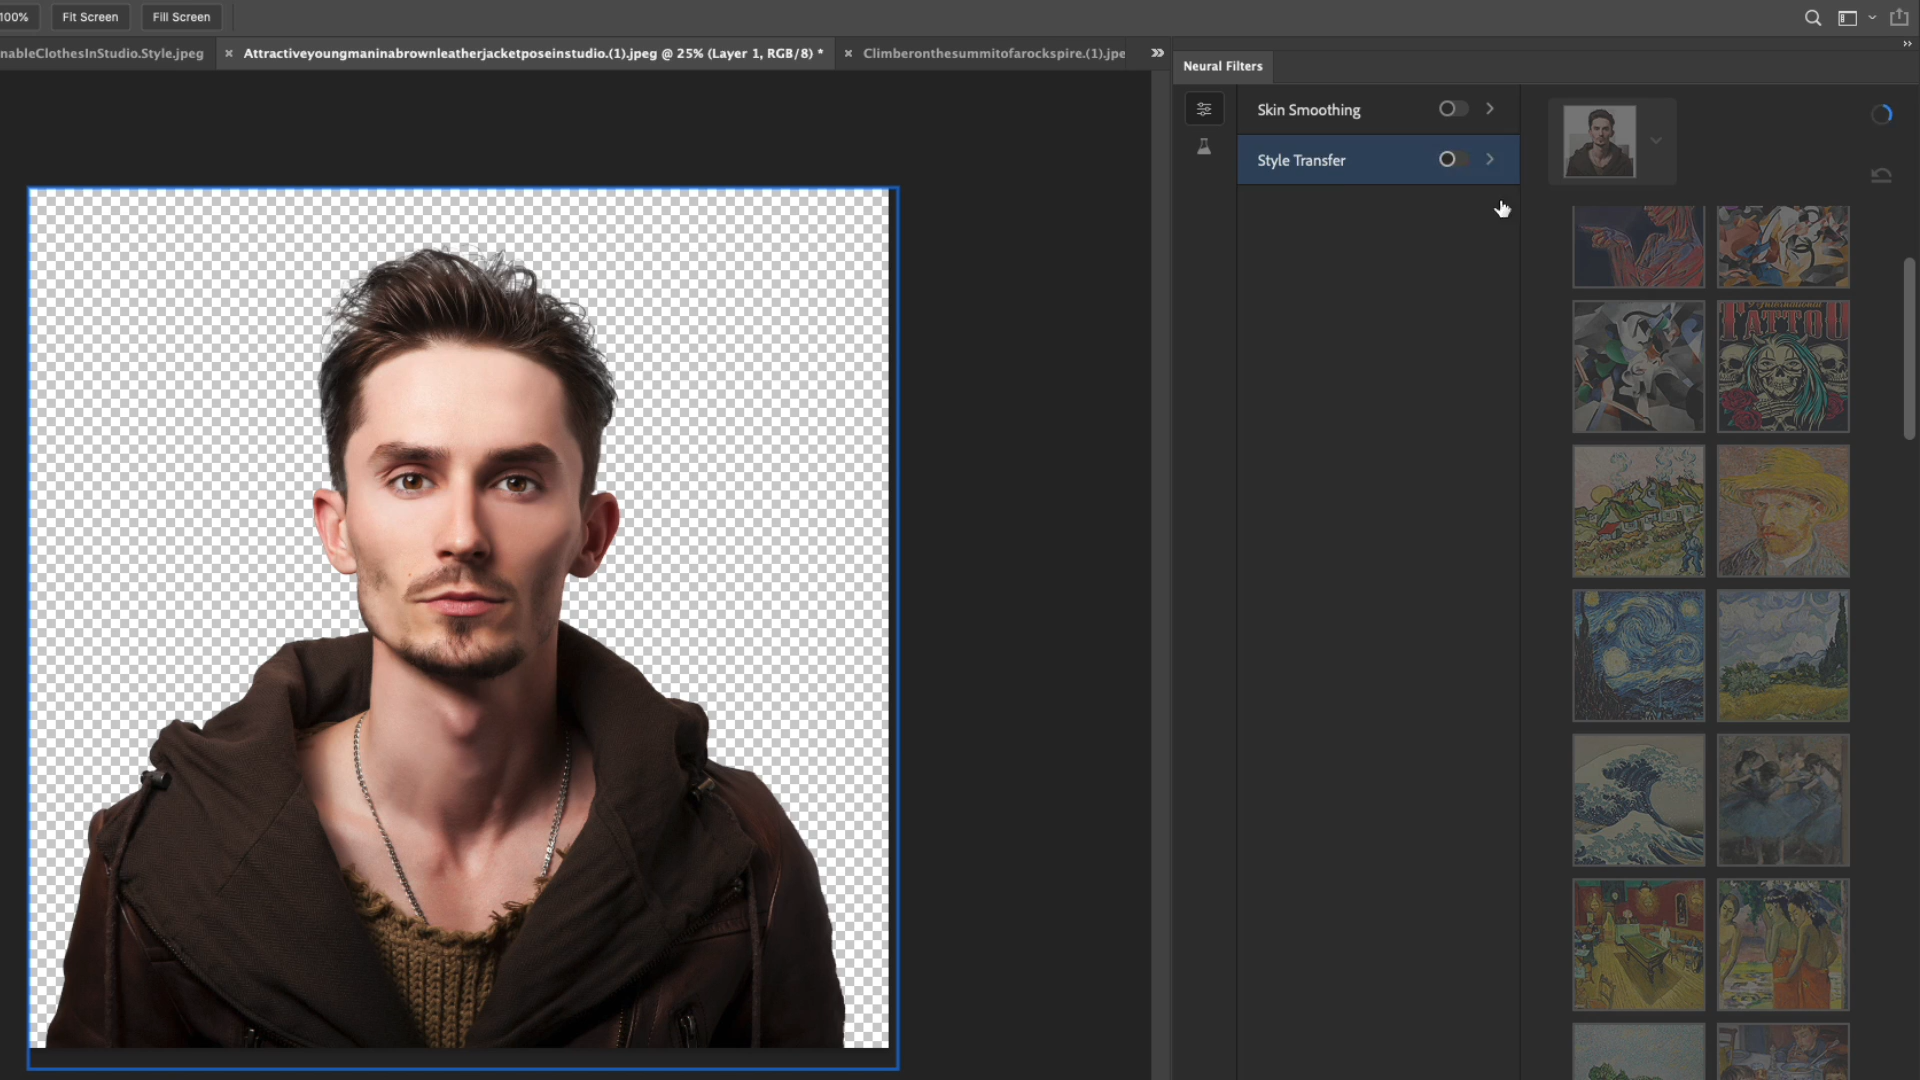 100%
Fit Screen
Fill Screen
nableClothesInStudio.Style.jpeg
Attractiveyoungmaninabrownleatherjacketposeinstudio.(1).jpeg @ 25% (Layer 1, RGB/8) *
Climberonthesummitofarockspire.(1).jpe
Neural Filters
Skin Smoothing
Style Transfer
International
TATTOO